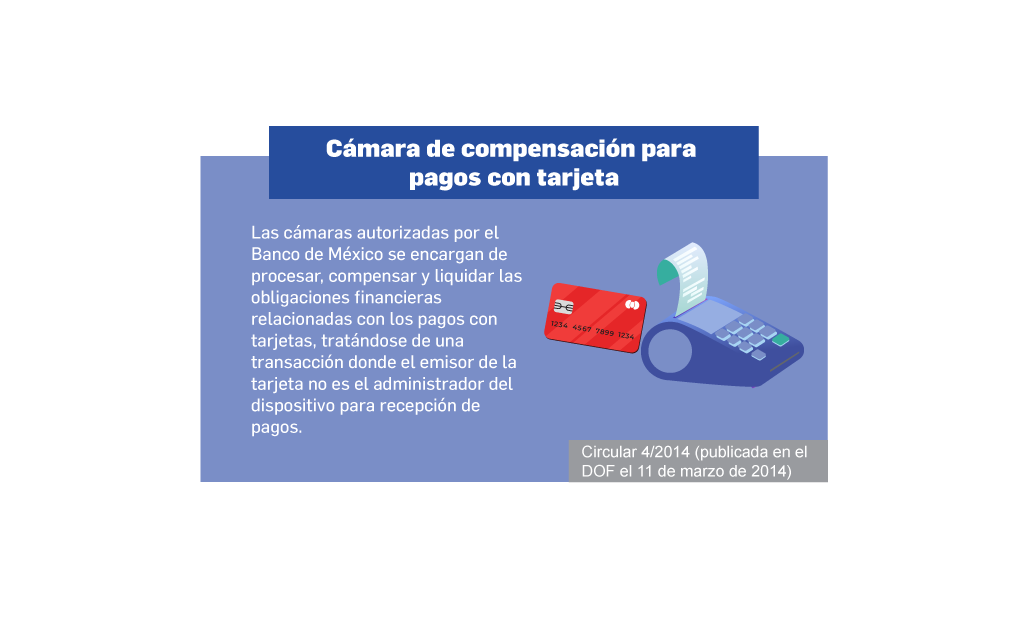 Cámara de compensación para
pagos con tarjeta
Las cámaras autorizadas por el
Banco de México se encargan de
procesar, compensar y liquidar las
obligaciones financieras
relacionadas con los pagos con
tarjetas, tratándose de una
transacción donde el emisor de la
tarjeta no es el administrador del
dispositivo para recepción de
pagos.
1234 4567 7899 1234
Circular 4/2014 (publicada en el
DOF el 11 de marzo de 2014)